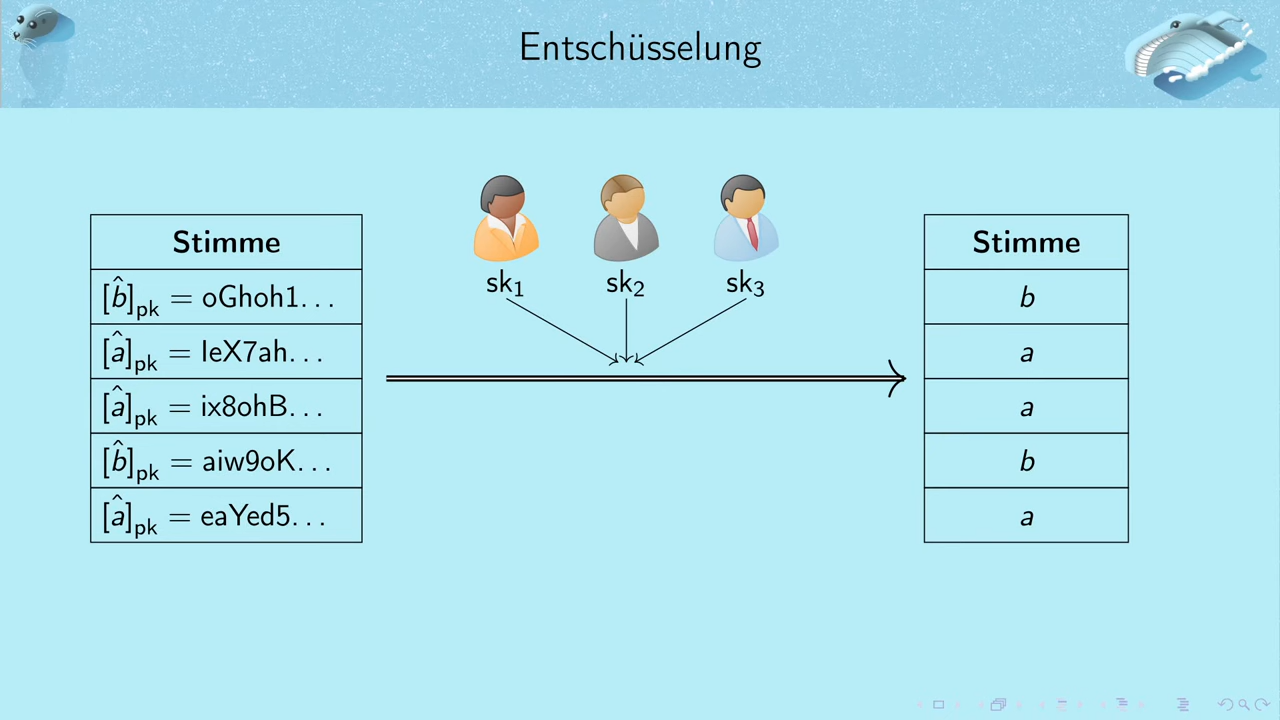 Entschüsselung
Stimme
[b̂]pk = oGhoh1...
[â]pk = IeX7ah...
[â]pk = ix8ohB...
[b̂]pk = aiw9oK...
[â]pk = eaYed5...
sk1 sk2 sk3
Stimme
b
a
a
b
a